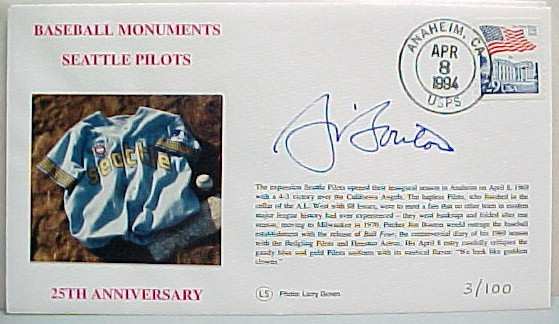 BASEBALL MONUMENTS
SEATTLE PILOTS
ANAHEIM, CA
APR
8
1994
USPS
29 USA
Jim Bouton
seattle
The expansion Seattle Pilots opened their inaugural season in Anaheim on April 8, 1969
with a 4-3 victory over the California Angels. The hapless Pilots, who finished in the
cellar of the A.L. West with 98 losses, were to meet a fate that no other team in modern
major league history had ever experienced - they went bankrupt and folded after one
season, moving to Milwaukee in 1970. Pitcher Jim Bouton would outrage the baseball
establishment with the release of Ball Four, the controversial diary of his 1969 season
with the fledgling Pilots and Houston Astros. His April 6 entry candidly critiques the
gaudy blue and gold Pilots uniform with its nautical flavor: "We look like goddam
clowns."
25TH ANNIVERSARY
LS Photo: Larry
3/100